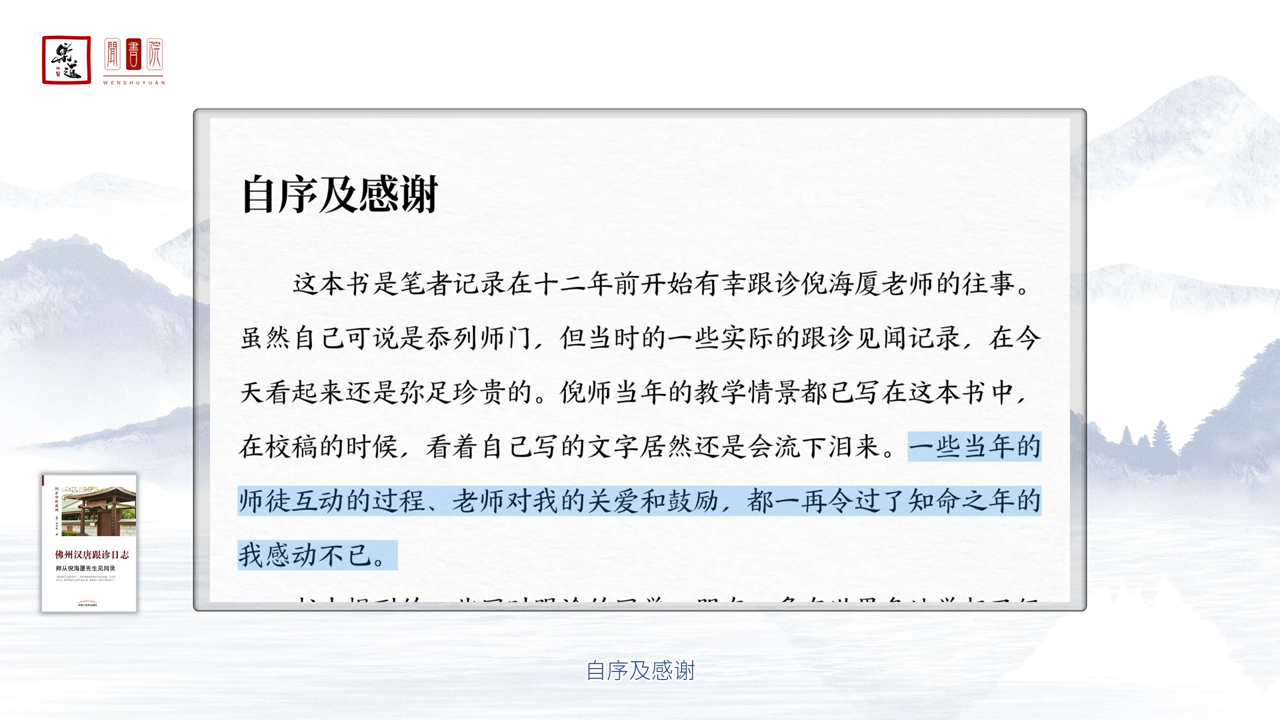 樂道
聞書院
WENSHUYUAN
自序及感谢
这本书是笔者记录在十二年前开始有幸跟诊倪海厦老师的往事。
虽然自己可说是忝列师门，但当时的一些实际的跟诊见闻记录，在今
天看起来还是弥足珍贵的。倪师当年的教学情景都已写在这本书中，
在校稿的时候，看着自己写的文字居然还是会流下泪来。一些当年的
师徒互动的过程、老师对我的关爱和鼓励，都一再令过了知命之年的
我感动不已。
佛州汉唐跟诊日志
师从倪海厦先生见闻录
自序及感谢